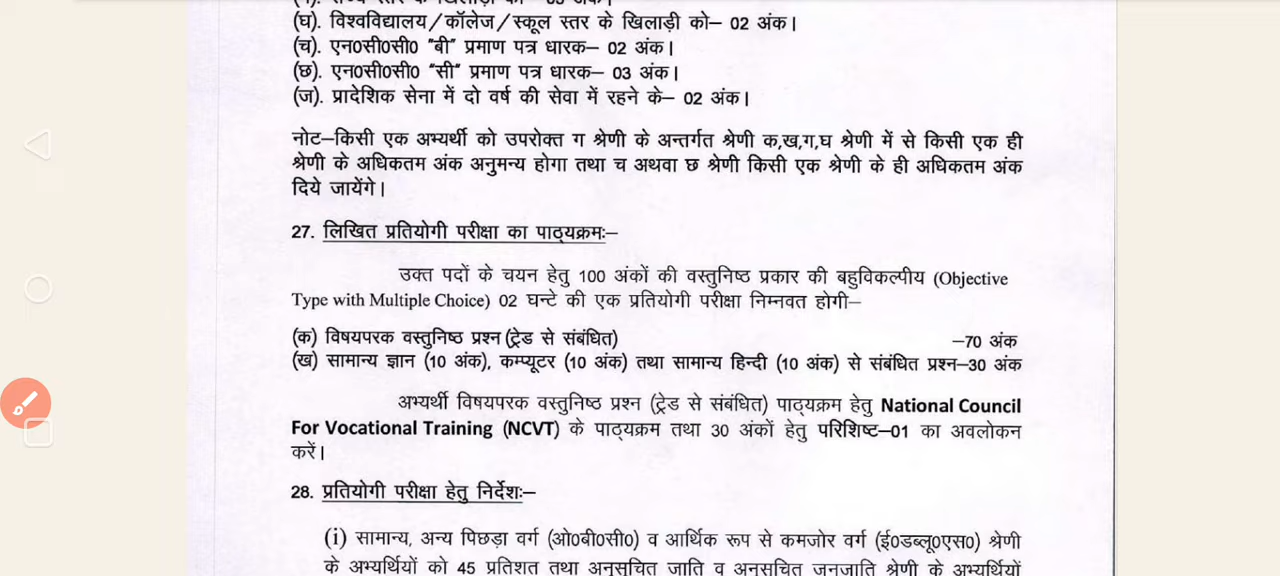 (घ). विश्वविद्यालय/कॉलेज/स्कूल स्तर के खिलाड़ी को– 02 अंक।
(च). एन0सी0सी0 "बी" प्रमाण पत्र धारक– 02 अंक।
(छ). एन0सी0सी0 "सी" प्रमाण पत्र धारक– 03 अंक।
(ज). प्रादेशिक सेना में दो वर्ष की सेवा में रहने के– 02 अंक।
नोट–किसी एक अभ्यर्थी को उपरोक्त ग श्रेणी के अन्तर्गत श्रेणी क,ख,ग,घ श्रेणी में से किसी एक ही
श्रेणी के अधिकतम अंक अनुमन्य होगा तथा च अथवा छ श्रेणी किसी एक श्रेणी के ही अधिकतम अंक
दिये जायेंगे।
27. लिखित प्रतियोगी परीक्षा का पाठ्यक्रमः–
उक्त पदों के चयन हेतु 100 अंकों की वस्तुनिष्ठ प्रकार की बहुविकल्पीय (Objective
Type with Multiple Choice) 02 घन्टे की एक प्रतियोगी परीक्षा निम्नवत होगी–
(क) विषयपरक वस्तुनिष्ठ प्रश्न (ट्रेड से संबंधित) –70 अंक
(ख) सामान्य ज्ञान (10 अंक), कम्प्यूटर (10 अंक) तथा सामान्य हिन्दी (10 अंक) से संबंधित प्रश्न–30 अंक
अभ्यर्थी विषयपरक वस्तुनिष्ठ प्रश्न (ट्रेड से संबंधित) पाठ्यक्रम हेतु National Council
For Vocational Training (NCVT) के पाठ्यक्रम तथा 30 अंकों हेतु परिशिष्ट–01 का अवलोकन
करें।
28. प्रतियोगी परीक्षा हेतु निर्देशः–
(i) सामान्य, अन्य पिछड़ा वर्ग (ओ0बी0सी0) व आर्थिक रूप से कमजोर वर्ग (ई0डब्लू0एस0) श्रेणी
के अभ्यर्थियों को 45 प्रतिशत तथा अनुसूचित जाति व अनुसूचित जनजाति श्रेणी के अभ्यर्थियों